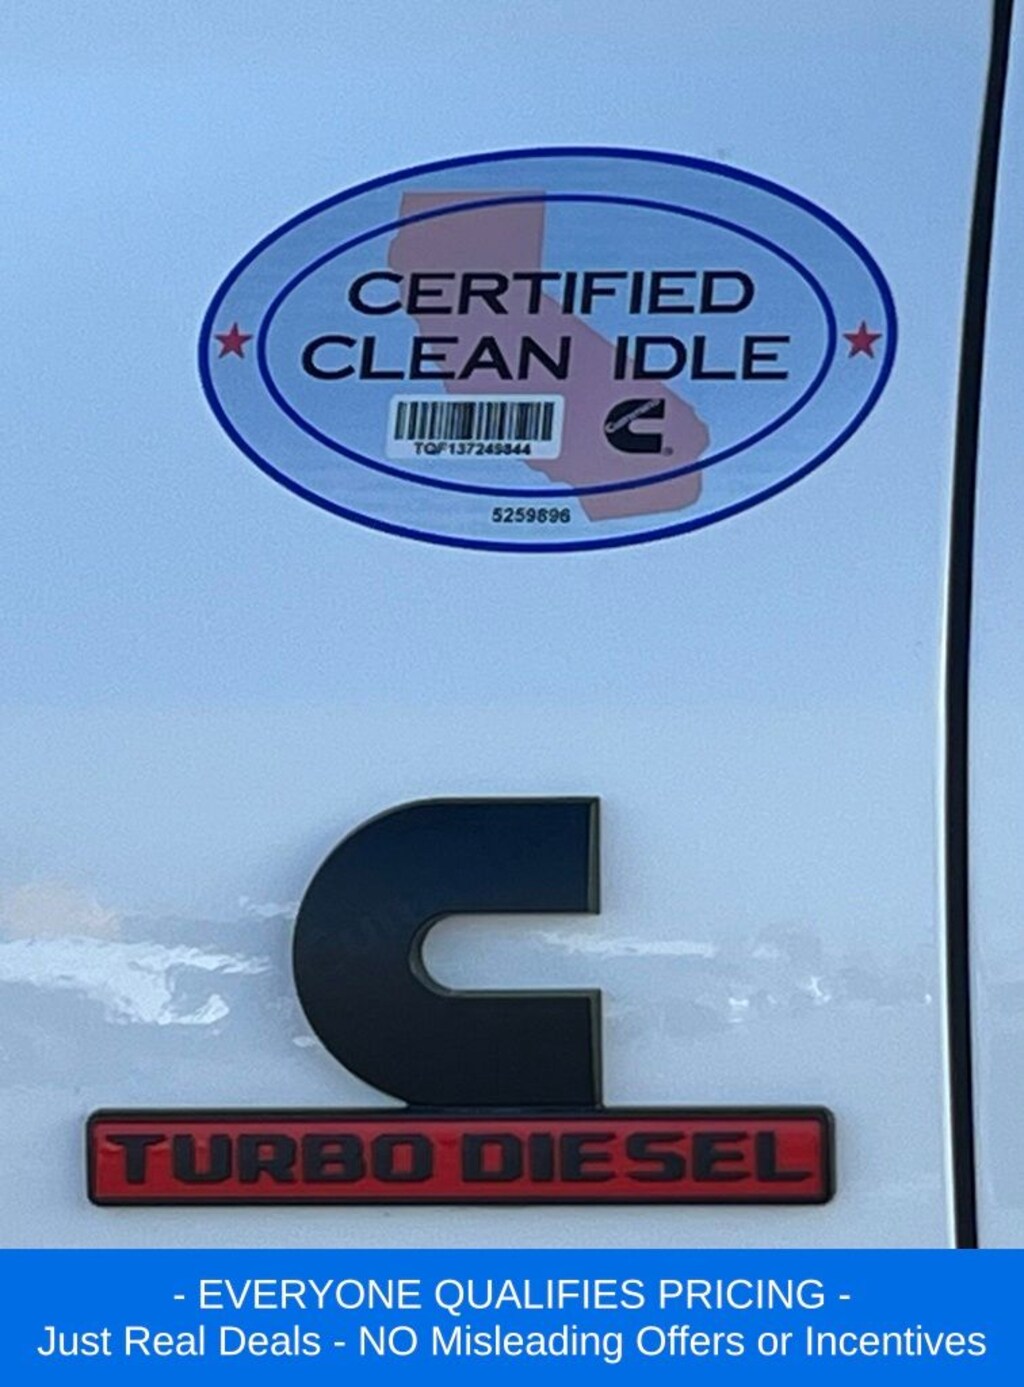 CERTIFIED
CLEAN IDLE
TQF137249844
5259896
TURBO DIESEL
- EVERYONE QUALIFIES PRICING -
Just Real Deals - NO Misleading Offers or Incentives